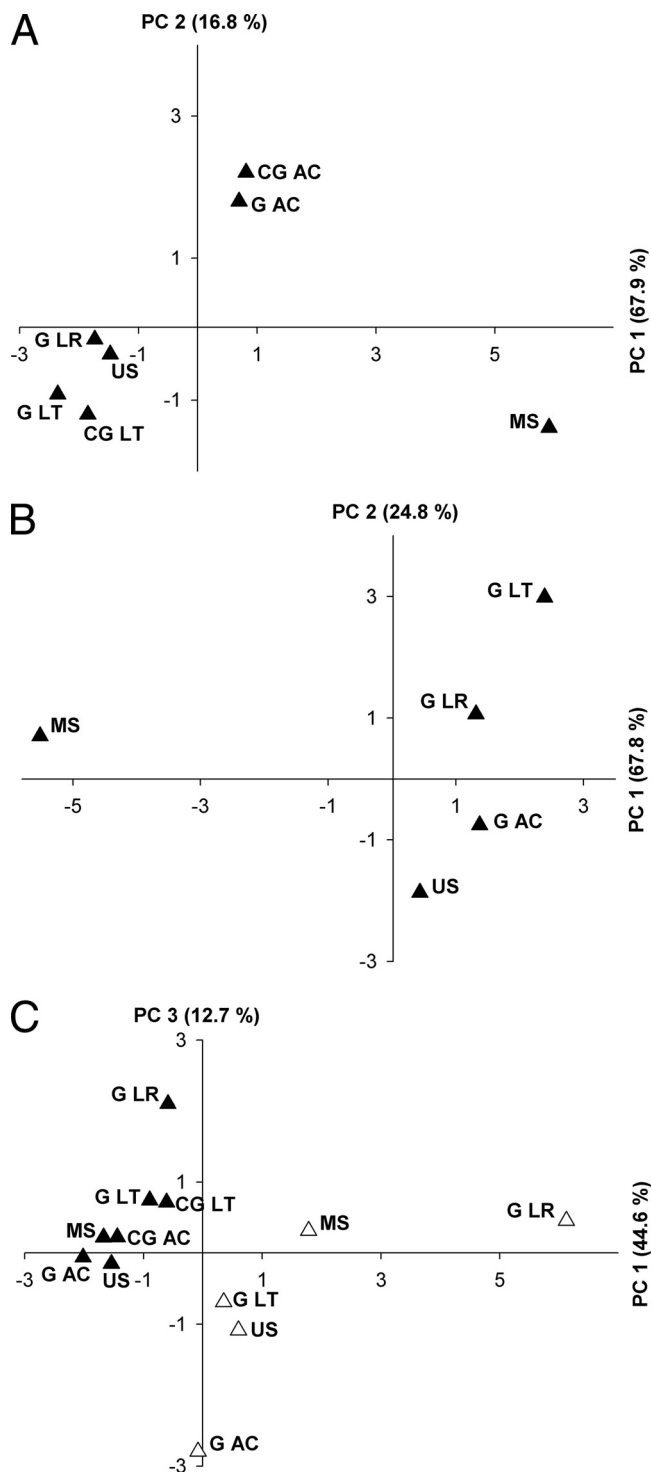 A
PC 2 (16.8 %)
3
CG AC
G AC
1
PC 1 (67.9 %)
G LR
-3
-1
1
3
5
US
G LT
-1
CG LT
MS
B
PC 2 (24.8 %)
G LT
3
G LR
1
MS
PC 1 (67.8 %)
-5
-3
-1
1
3
G AC
-1
US
-3
C
PC 3 (12.7 %)
3
G LR
G LT
1
CG LT
MS
CG AC
MS
G LR
PC 1 (44.6 %)
-3
G AC
US
-1
1
3
5
G LT
-1
US
G AC
-3